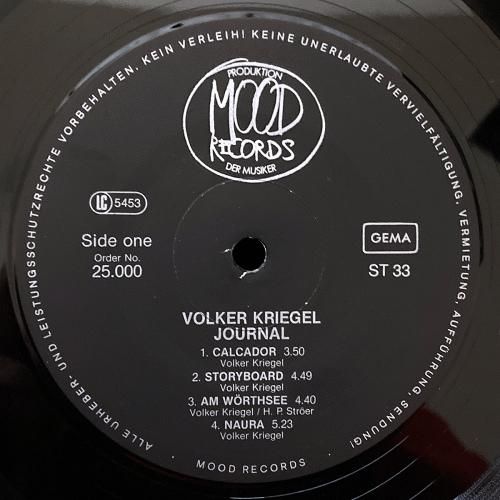 ALLE URHEBER- UND LEISTUNGSSCHUTZRECHTE VORBEHALTEN. KEIN VERLEIH! KEINE UNERLAUBTE VERVIELFÄLTIGUNG, VERMIETUNG, AUFFÜHRUNG, SENDUNG!
PRODUKTION
MOOD
RECORDS
DER MUSIKER
LC 5453
Side one
Order No.
25.000
GEMA
ST 33
VOLKER KRIEGEL
JOURNAL
1. CALCADOR 3.50
Volker Kriegel
2. STORYBOARD 4.49
Volker Kriegel
3. AM WÖRTHSEE 4.40
Volker Kriegel / H. P. Ströer
4. NAURA 5.23
Volker Kriegel
· MOOD RECORDS ·